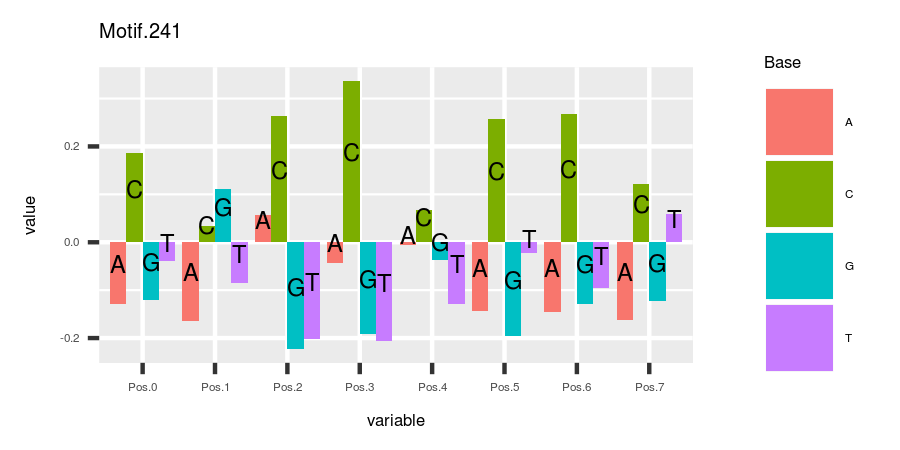 Motif.241
Base
value
0.2
0.0
-0.2
A C G T A C G T A C G T A C G T A C G T A C G T A C G T A C G T
Pos.0 Pos.1 Pos.2 Pos.3 Pos.4 Pos.5 Pos.6 Pos.7
variable
A
C
G
T